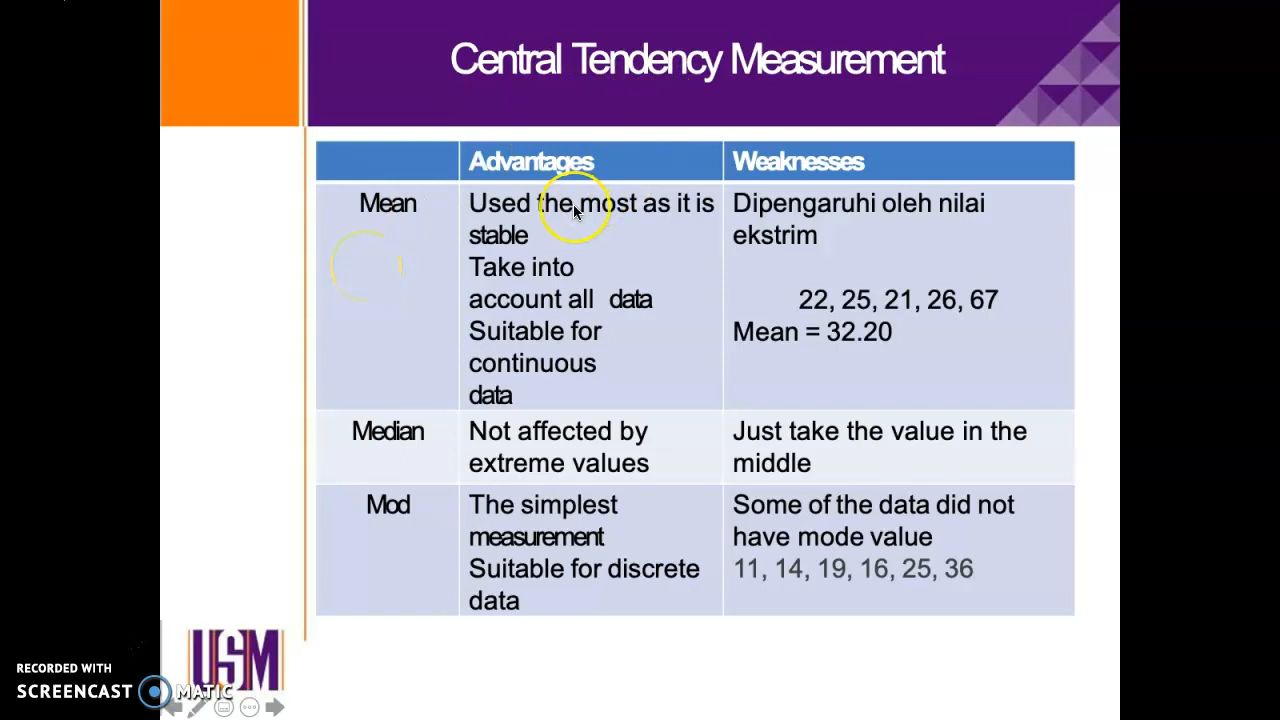 Central Tendency Measurement
Advantages
Weaknesses
Mean
Used the most as it is
stable
Take into
account all data
Suitable for
continuous
data
Dipengaruhi oleh nilai
ekstrim
22, 25, 21, 26, 67
Mean = 32.20
Median
Not affected by
extreme values
Just take the value in the
middle
Mod
The simplest
measurement
Suitable for discrete
data
Some of the data did not
have mode value
11, 14, 19, 16, 25, 36
USM
RECORDED WITH
SCREENCAST MATIC